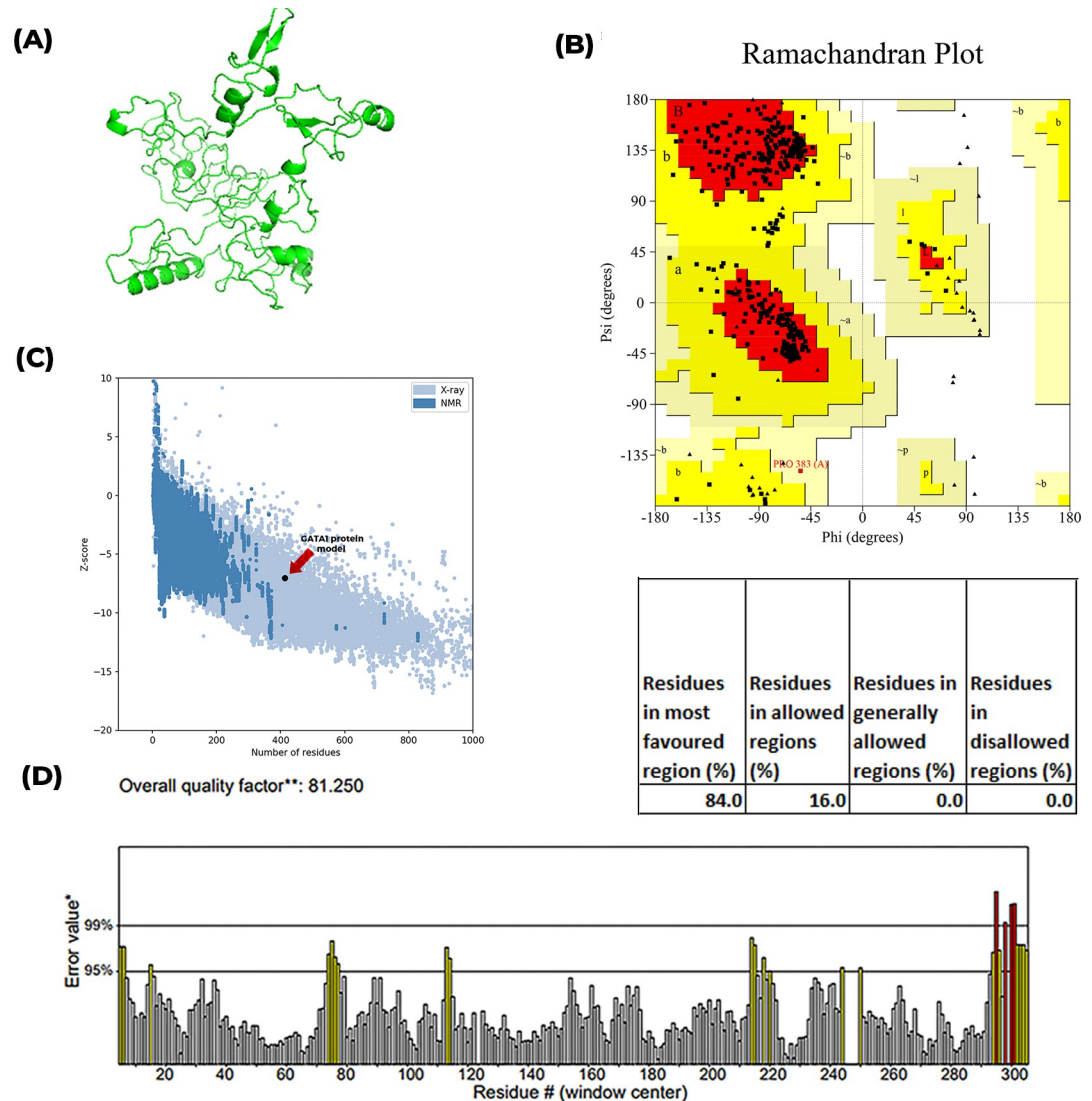 (A)
(B)
Ramachandran Plot
180
135
90
45
0
-45
-90
-135
-180
-135
-90
-45
0
45
90
135
180
Psi (degrees)
Phi (degrees)
B
b
~b
~b
b
~l
l
a
~a
L
~b
b
PRO 383 (A)
~p
p
~b
(C)
X-ray
NMR
GATA1 protein
model
10
5
0
−5
−10
−15
−20
Z-score
0
200
400
600
800
1000
Number of residues
Residues in most favoured region (%)
Residues in allowed regions (%)
Residues in generally allowed regions (%)
Residues in disallowed regions (%)
84.0
16.0
0.0
0.0
(D)
Overall quality factor**: 81.250
Error value*
99%
95%
20
40
60
80
100
120
140
160
180
200
220
240
260
280
300
Residue # (window center)